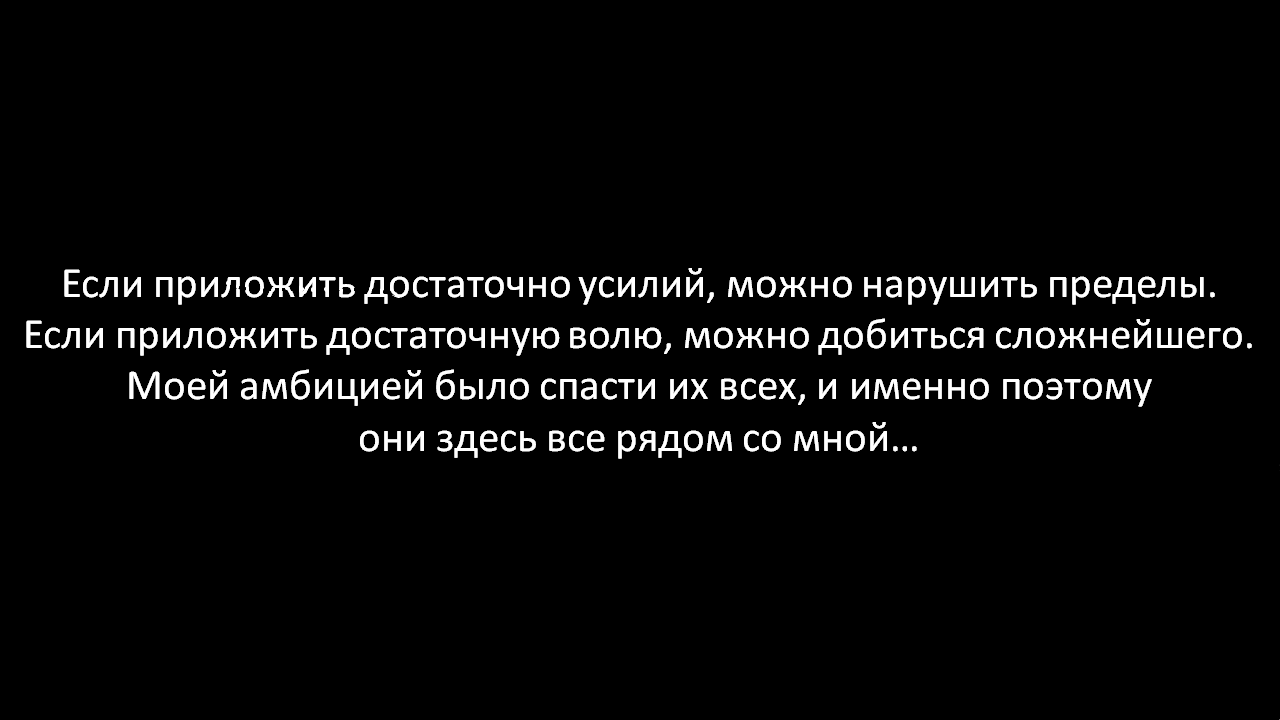 Если приложить достаточно усилий, можно нарушить пределы.
Если приложить достаточную волю, можно добиться сложнейшего.
Моей амбицией было спасти их всех, и именно поэтому
они здесь все рядом со мной…